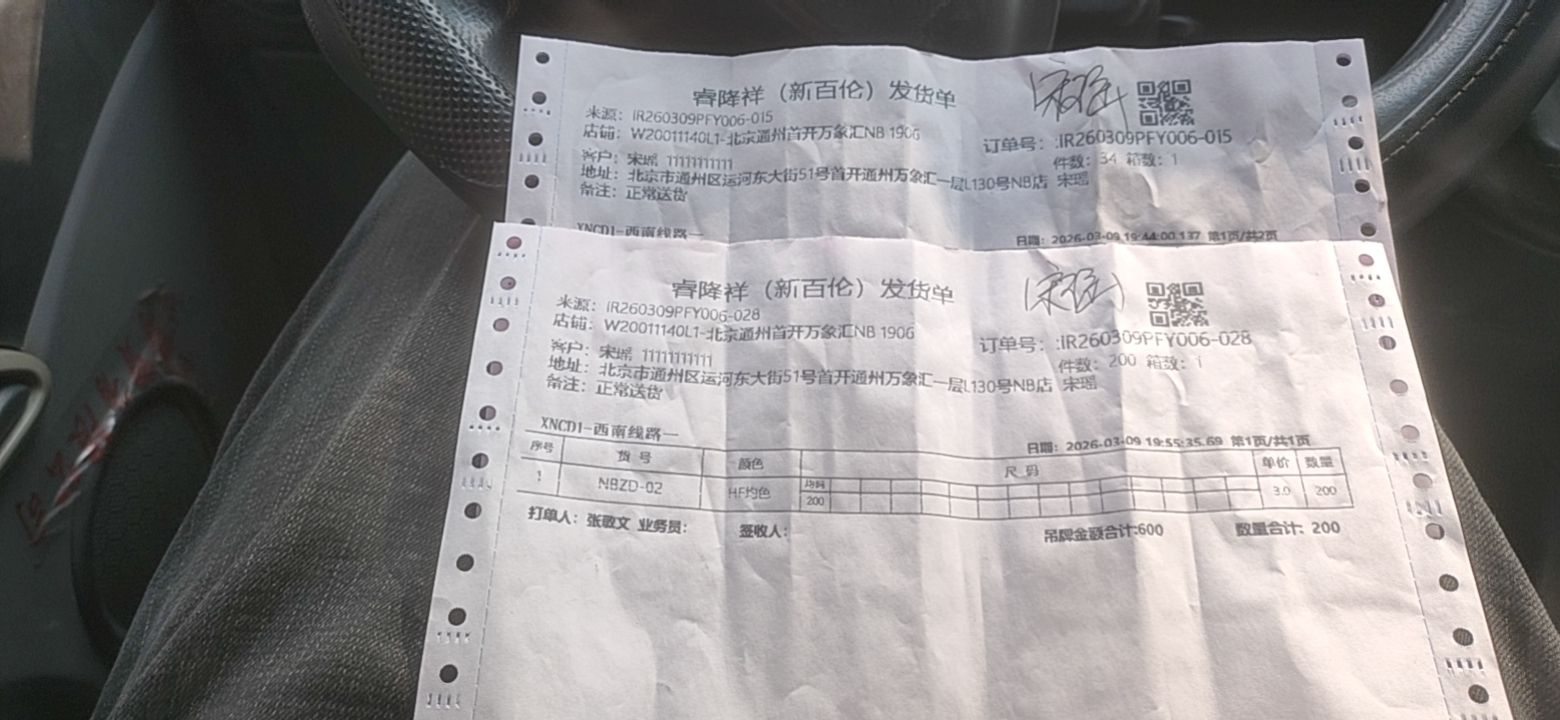 睿降祥（新百伦）发货单
宋瑶
来源：IR260309PFY006-015
店铺：W20011140L1-北京通州首开万象汇NB 1906
订单号：:IR260309PFY006-015
客户：宋瑶 11111111111
件数：34 箱数：1
地址：北京市通州区运河东大街51号首开通州万象汇一层L130号NB店 宋瑶
备注：正常送货
XNCD1-西南线路一
日期：2026-03-09 19:44:00.137 第1页/共2页
睿降祥（新百伦）发货单
宋瑶
来源：IR260309PFY006-028
店铺：W20011140L1-北京通州首开万象汇NB 1906
订单号：:IR260309PFY006-028
客户：宋瑶 11111111111
件数：200 箱数：1
地址：北京市通州区运河东大街51号首开通州万象汇一层L130号NB店 宋瑶
备注：正常送货
XNCD1-西南线路一
日期：2026-03-09 19:55:35.69 第1页/共1页
序号 货号 颜色 尺码 单价 数量
均码
1 NBZD-02 HF均色 200 3.0 200
打单人：张敬文 业务员： 签收人： 吊牌金额合计:600 数量合计：200